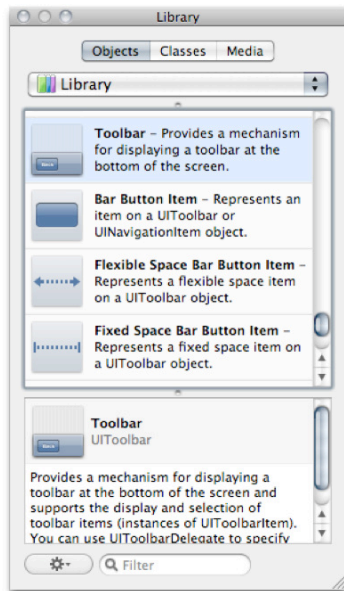 Library
Objects Classes Media
Library
Toolbar – Provides a mechanism
for displaying a toolbar at the
bottom of the screen.
Bar Button Item – Represents an
item on a UIToolbar or
UINavigationItem object.
Flexible Space Bar Button Item –
Represents a flexible space item
on a UIToolbar object.
Fixed Space Bar Button Item –
Represents a fixed space item on
a UIToolbar object.
Toolbar
UIToolbar
Provides a mechanism for displaying a
toolbar at the bottom of the screen and
supports the display and selection of
toolbar items (instances of UIToolbarItem).
You can use UIToolbarDelegate to specify
Filter